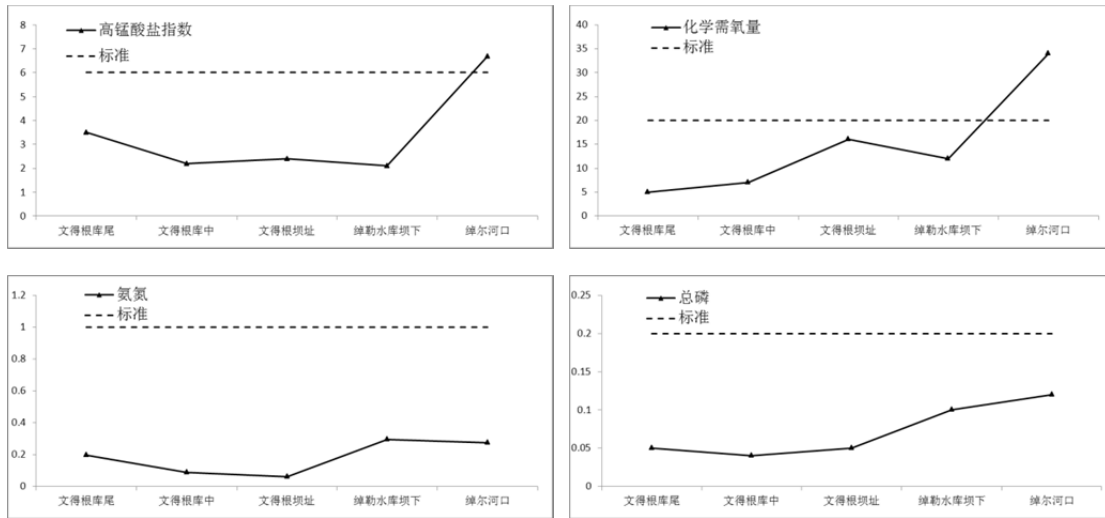 8
7
6
5
4
3
2
1
0
高锰酸盐指数
标准
文得根库尾 文得根库中 文得根坝址 绰勒水库坝下 绰尔河口
40
35
30
25
20
15
10
5
0
化学需氧量
标准
文得根库尾 文得根库中 文得根坝址 绰勒水库坝下 绰尔河口
1.2
1
0.8
0.6
0.4
0.2
0
氨氮
标准
文得根库尾 文得根库中 文得根坝址 绰勒水库坝下 绰尔河口
0.25
0.2
0.15
0.1
0.05
0
总磷
标准
文得根库尾 文得根库中 文得根坝址 绰勒水库坝下 绰尔河口